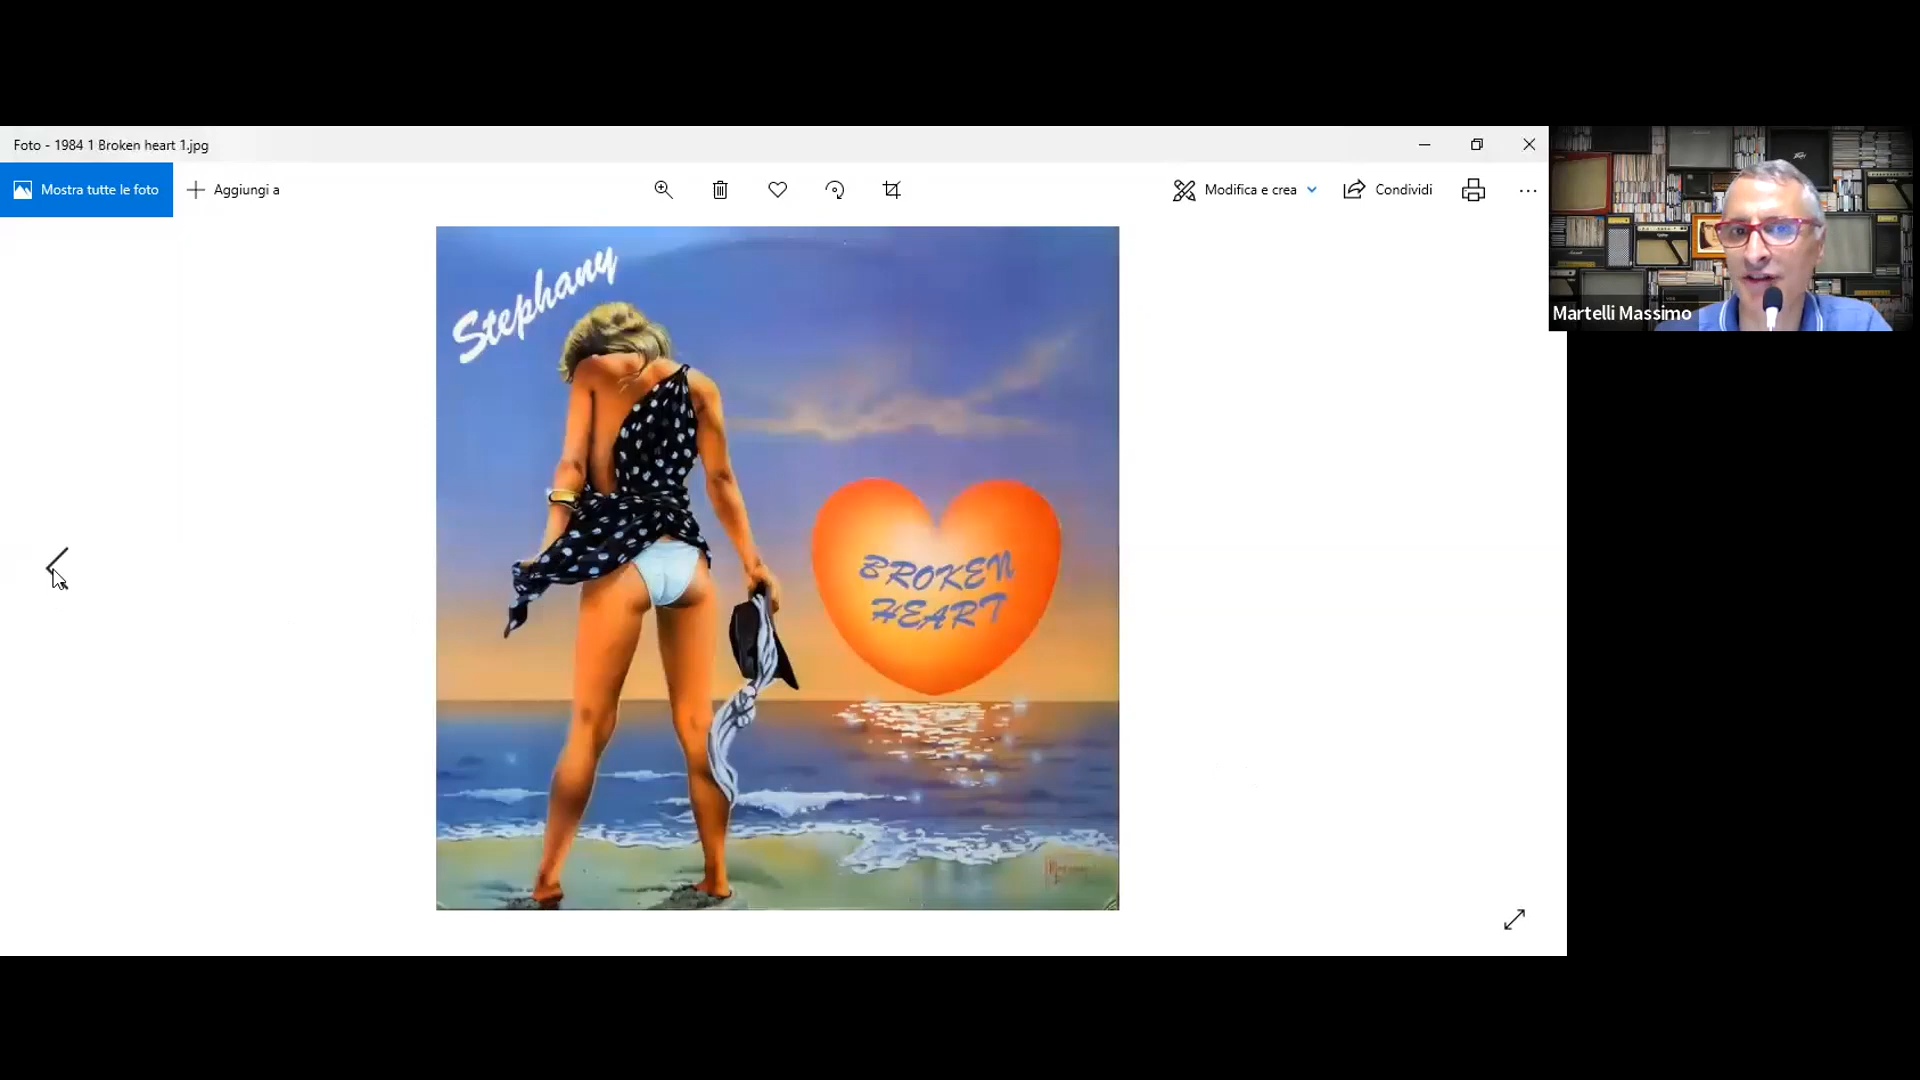 Foto - 1984 1 Broken heart 1.jpg
Mostra tutte le foto
Aggiungi a
Modifica e crea
Condividi
Stephany
BROKEN
HEART
Martelli Massimo